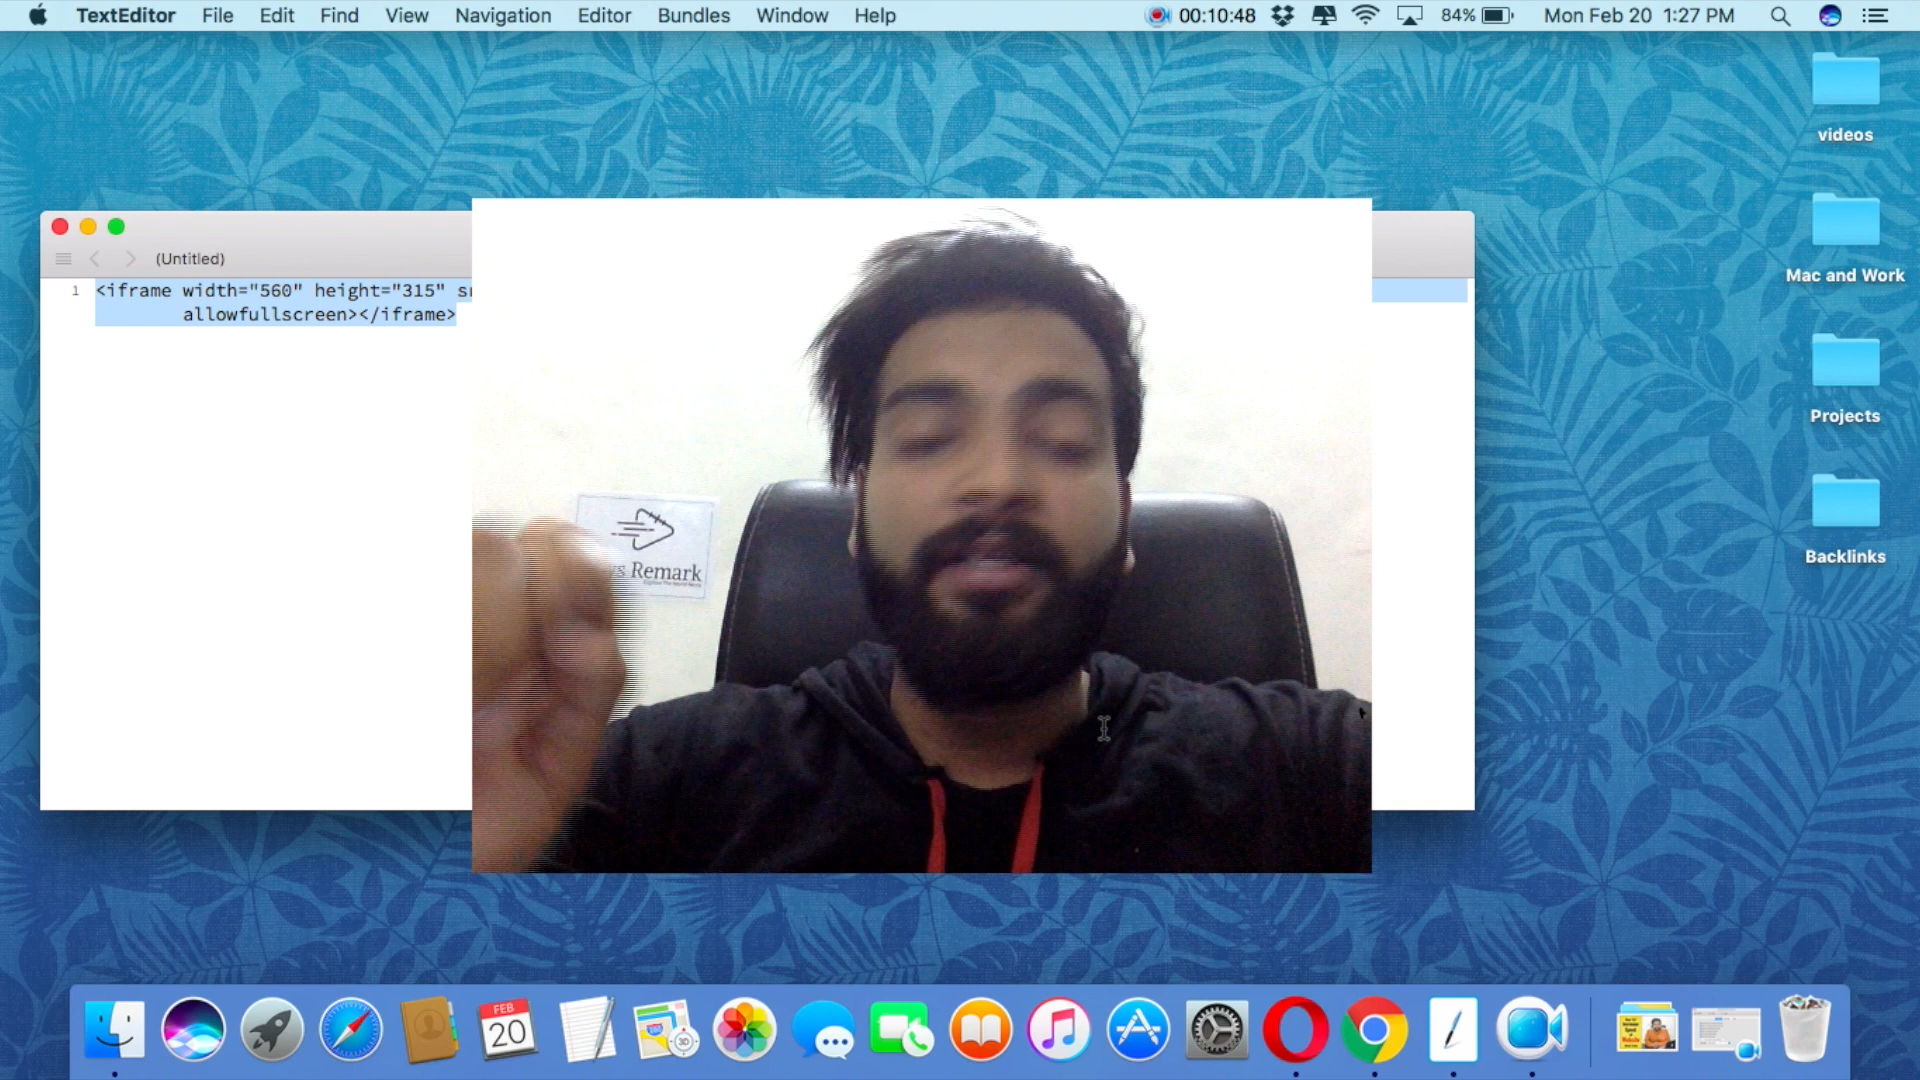 TextEditor File Edit Find View Navigation Editor Bundles Window Help 00:10:48 84% Mon Feb 20 1:27 PM
videos
Mac and Work
Projects
Backlinks
(Untitled)
1 <iframe width="560" height="315"
allowfullscreen></iframe>
Remark
FEB
20
3D